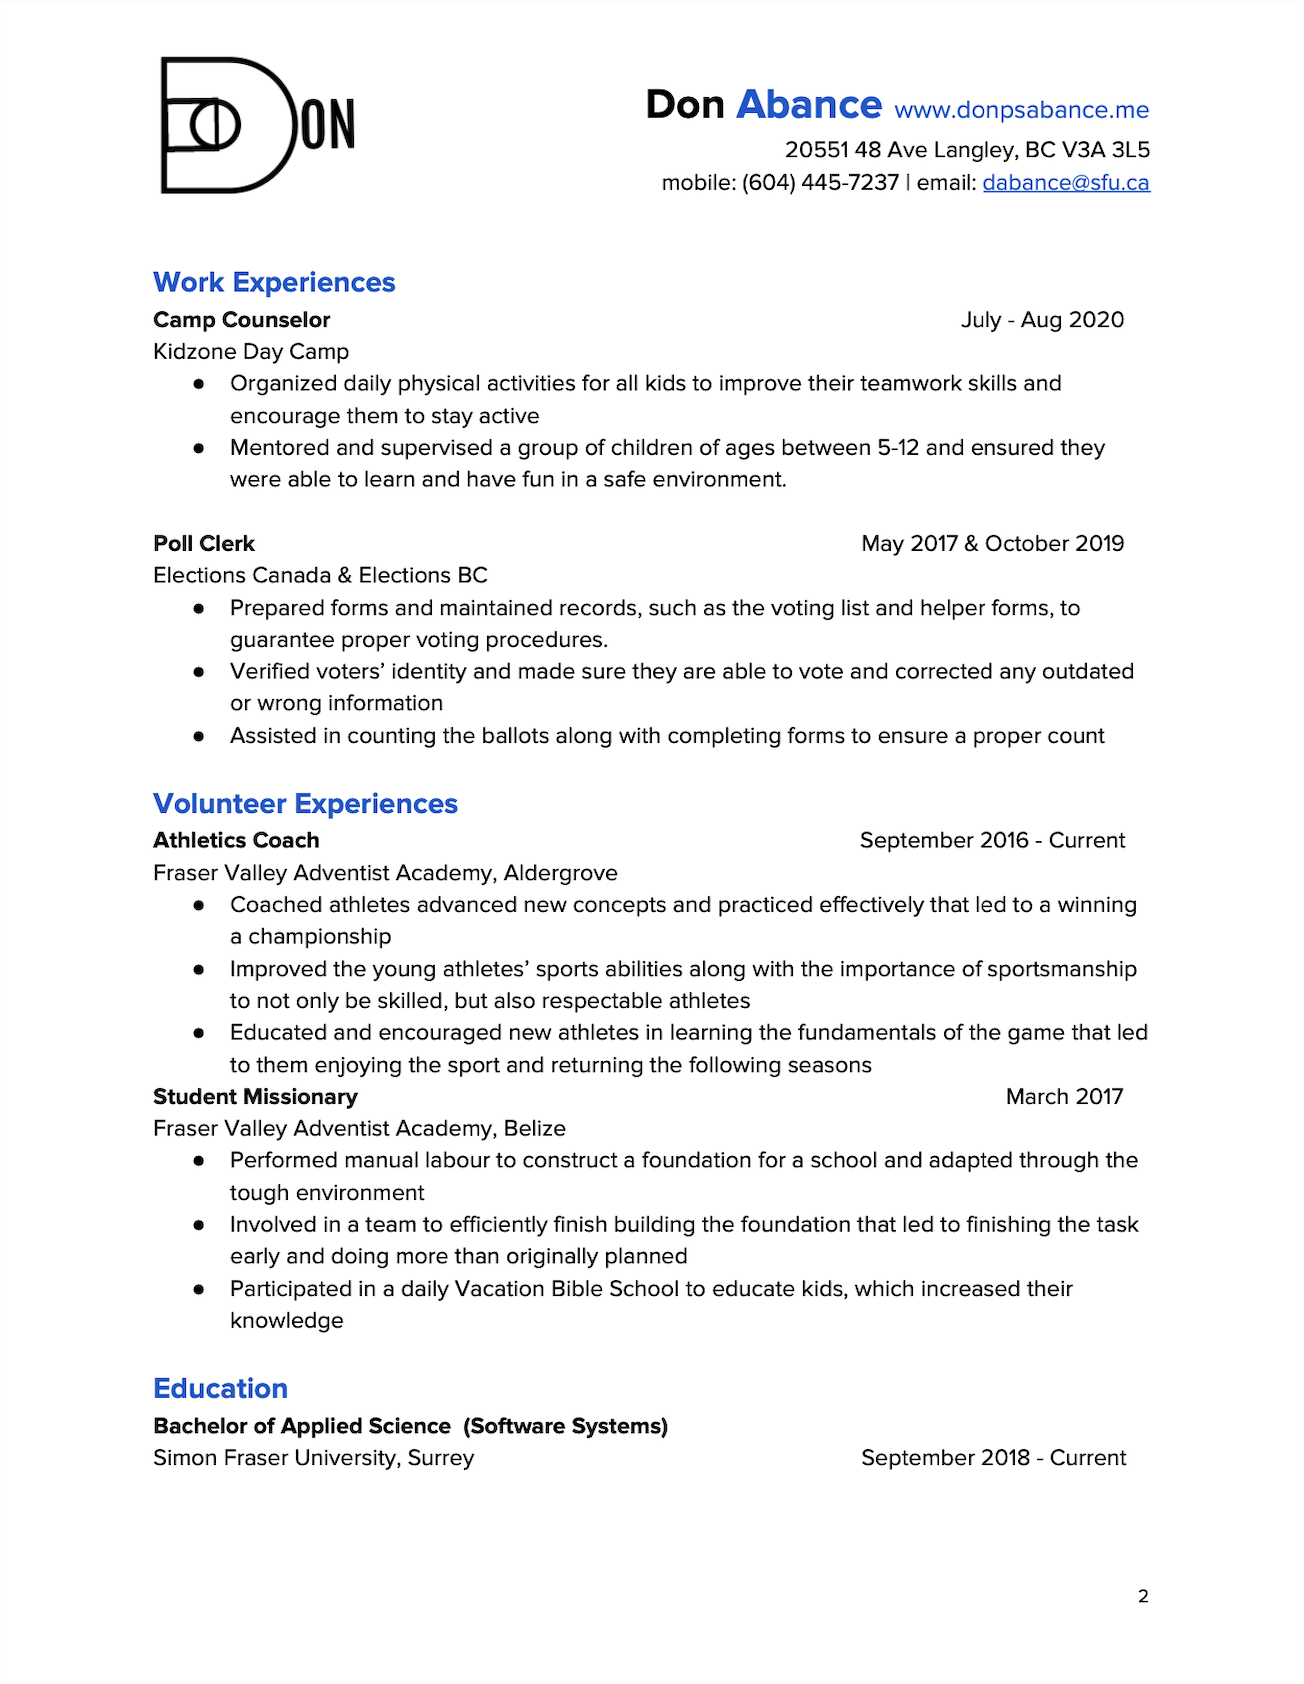 DON
Don Abance www.donpsabance.me
20551 48 Ave Langley, BC V3A 3L5
mobile: (604) 445-7237 | email: dabance@sfu.ca
Work Experiences
Camp Counselor July - Aug 2020
Kidzone Day Camp
● Organized daily physical activities for all kids to improve their teamwork skills and
encourage them to stay active
● Mentored and supervised a group of children of ages between 5-12 and ensured they
were able to learn and have fun in a safe environment.
Poll Clerk May 2017 & October 2019
Elections Canada & Elections BC
● Prepared forms and maintained records, such as the voting list and helper forms, to
guarantee proper voting procedures.
● Verified voters’ identity and made sure they are able to vote and corrected any outdated
or wrong information
● Assisted in counting the ballots along with completing forms to ensure a proper count
Volunteer Experiences
Athletics Coach September 2016 - Current
Fraser Valley Adventist Academy, Aldergrove
● Coached athletes advanced new concepts and practiced effectively that led to a winning
a championship
● Improved the young athletes’ sports abilities along with the importance of sportsmanship
to not only be skilled, but also respectable athletes
● Educated and encouraged new athletes in learning the fundamentals of the game that led
to them enjoying the sport and returning the following seasons
Student Missionary March 2017
Fraser Valley Adventist Academy, Belize
● Performed manual labour to construct a foundation for a school and adapted through the
tough environment
● Involved in a team to efficiently finish building the foundation that led to finishing the task
early and doing more than originally planned
● Participated in a daily Vacation Bible School to educate kids, which increased their
knowledge
Education
Bachelor of Applied Science (Software Systems)
Simon Fraser University, Surrey September 2018 - Current
2